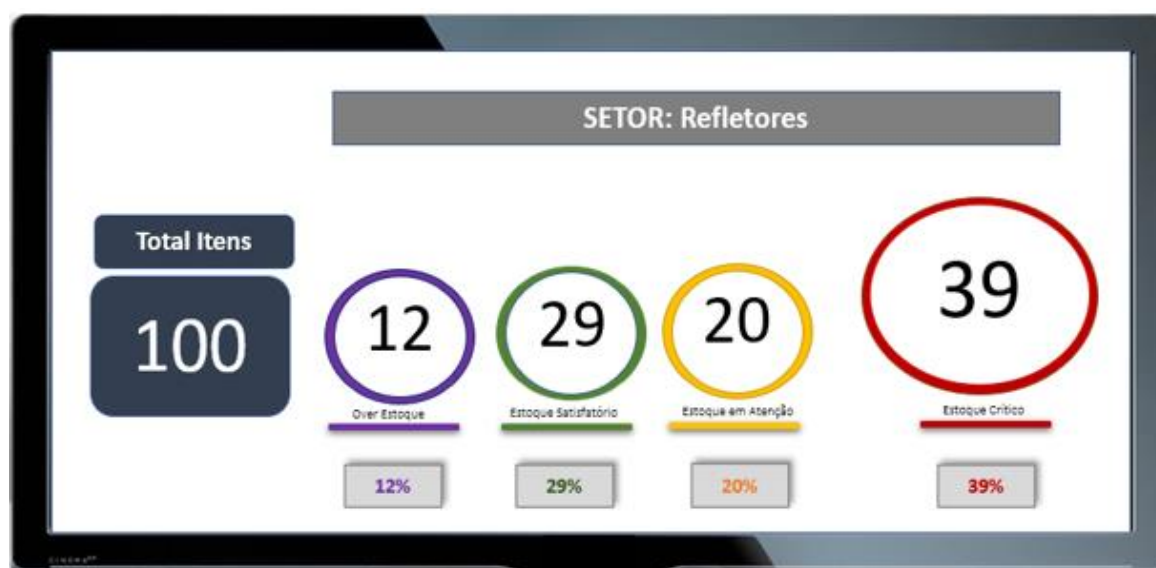 SETOR: Refletores
Total Itens
100
12
29
20
39
Over Estoque
Estoque Satisfatório
Estoque em Atenção
Estoque Crítico
12%
29%
20%
39%
CINEMA